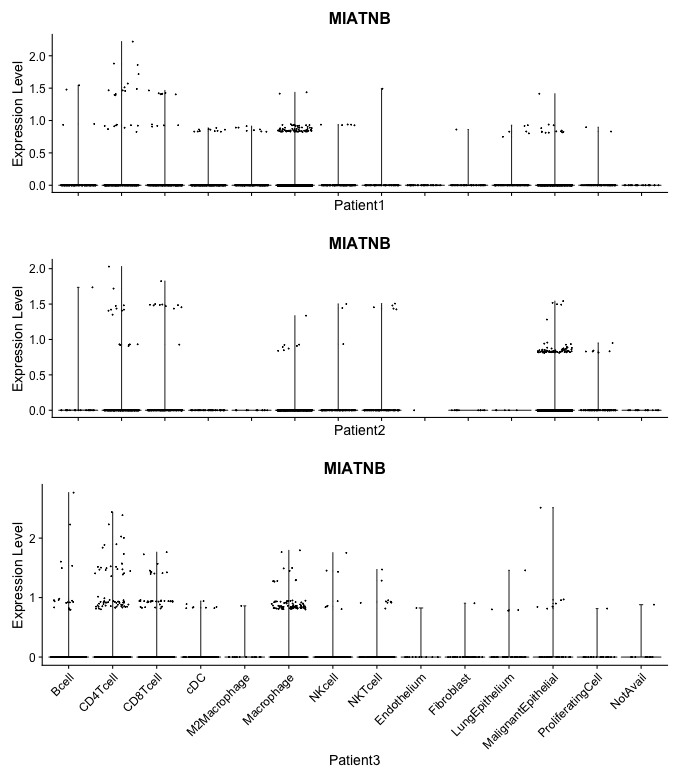 MIATNB
Expression Level
2.0
1.5
1.0
0.5
0.0
Patient1
MIATNB
Expression Level
2.0
1.5
1.0
0.5
0.0
Patient2
MIATNB
Expression Level
2
1
0
Bcell
CD4Tcell
CD8Tcell
cDC
M2Macrophage
Macrophage
NKcell
NKTcell
Endothelium
Fibroblast
LungEpithelium
MalignantEpithelial
ProliferatingCell
NotAvail
Patient3